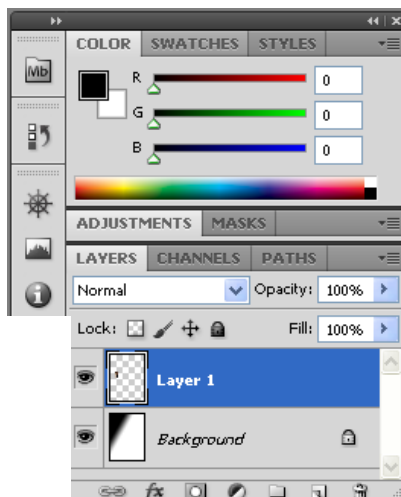 COLOR SWATCHES STYLES
Mb
R 0
G 0
B 0
ADJUSTMENTS MASKS
LAYERS CHANNELS PATHS
Normal Opacity: 100%
Lock: Fill: 100%
Layer 1
Background
fx